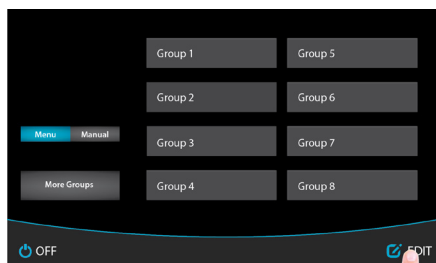 Group 1 Group 5
Group 2 Group 6
Menu Manual
Group 3 Group 7
More Groups
Group 4 Group 8
OFF EDIT